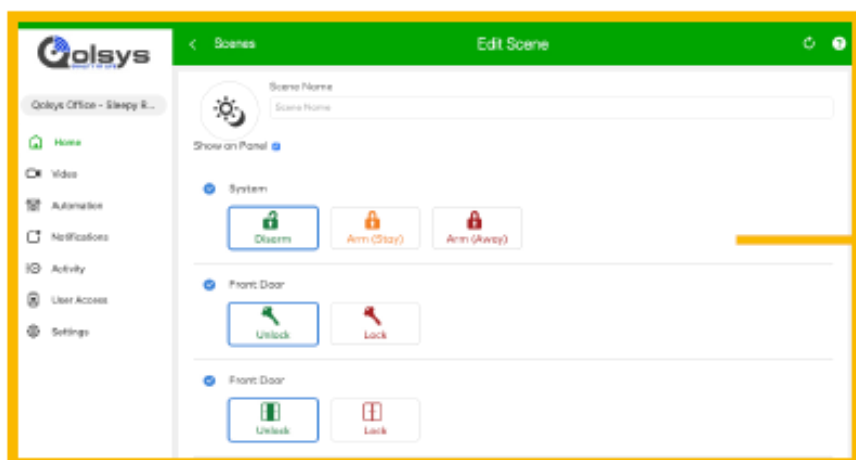 Qolsys
Scenes
Edit Scene
Qolsys Office - Sleepy R...
Home
Video
Automation
Notifications
Activity
User Access
Settings
Scene Name
Scene Name
Show on Panel
System
Disarm
Arm (Stay)
Arm (Away)
Front Door
Unlock
Lock
Front Door
Unlock
Lock